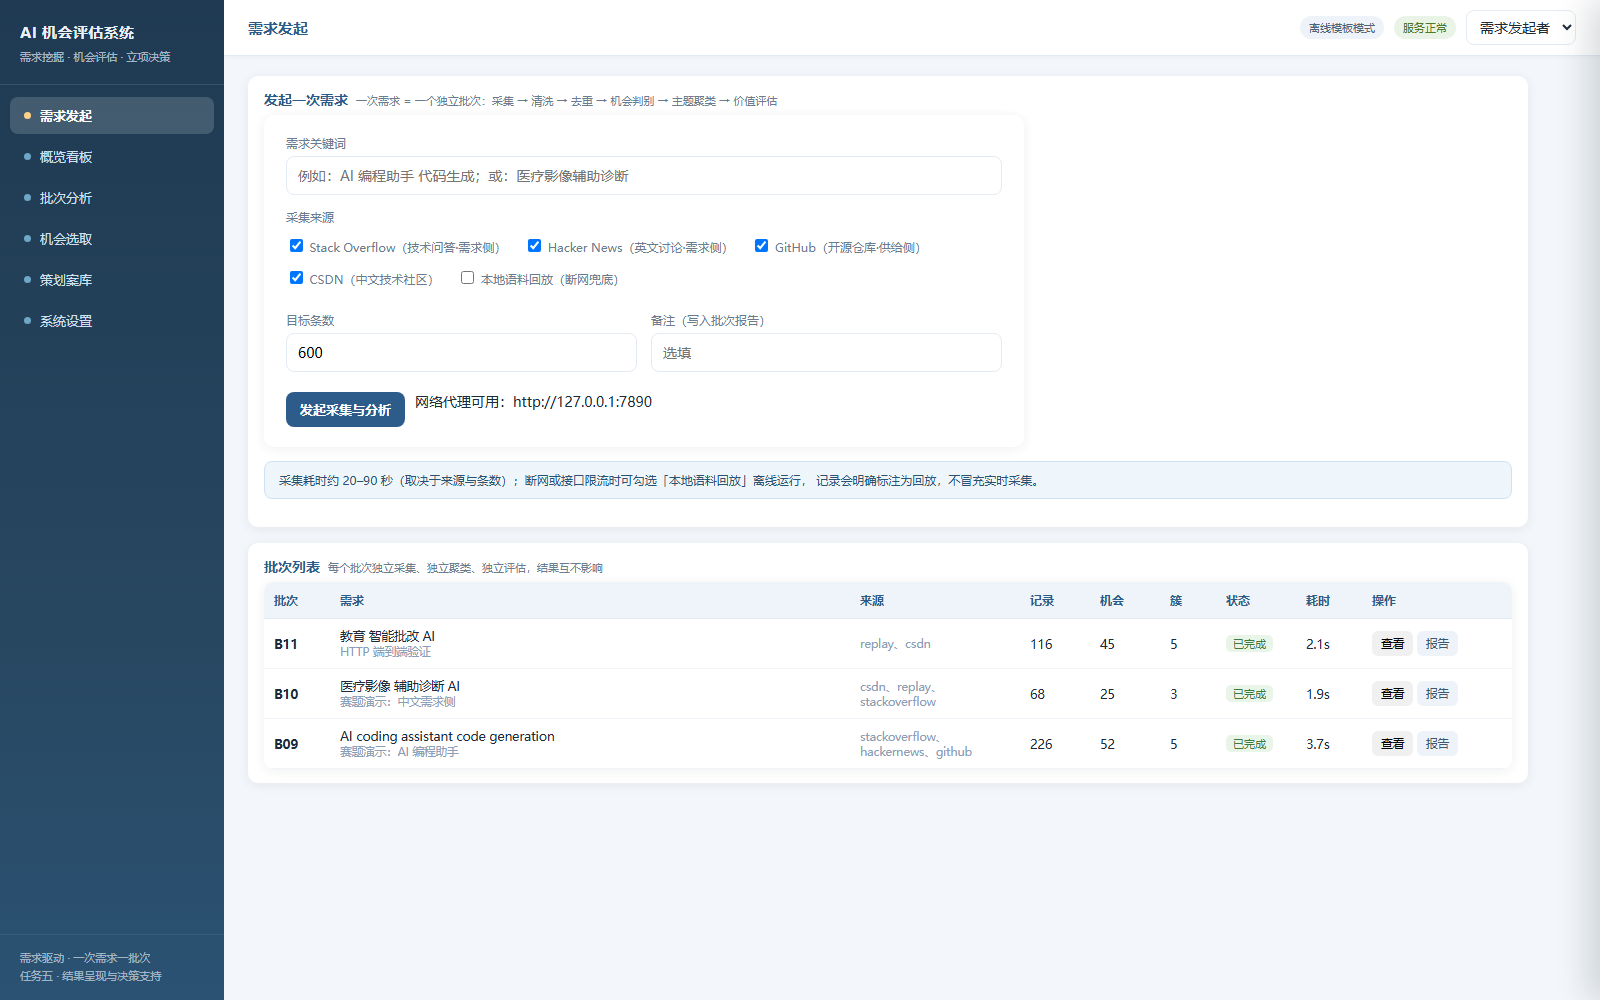 AI 机会评估系统
需求挖掘 · 机会评估 · 立项决策
需求发起
概览看板
批次分析
机会选取
策划案库
系统设置
需求驱动 · 一次需求一批次
任务五 · 结果呈现与决策支持
需求发起
离线模板模式
服务正常
需求发起者
发起一次需求 一次需求 = 一个独立批次：采集 → 清洗 → 去重 → 机会判别 → 主题聚类 → 价值评估
需求关键词
例如：AI 编程助手 代码生成；或：医疗影像辅助诊断
采集来源
Stack Overflow（技术问答·需求侧） Hacker News（英文讨论·需求侧） GitHub（开源仓库·供给侧）
CSDN（中文技术社区） 本地语料回放（断网兜底）
目标条数 备注（写入批次报告）
600 选填
发起采集与分析 网络代理可用：http://127.0.0.1:7890
采集耗时约 20–90 秒（取决于来源与条数）；断网或接口限流时可勾选「本地语料回放」离线运行， 记录会明确标注为回放，不冒充实时采集。
批次列表 每个批次独立采集、独立聚类、独立评估，结果互不影响
批次 需求 来源 记录 机会 簇 状态 耗时 操作
B11 教育 智能批改 AI replay、csdn 116 45 5 已完成 2.1s 查看 报告
HTTP 端到端验证
B10 医疗影像 辅助诊断 AI csdn、replay、 68 25 3 已完成 1.9s 查看 报告
赛题演示：中文需求侧 stackoverflow
B09 AI coding assistant code generation stackoverflow、 226 52 5 已完成 3.7s 查看 报告
赛题演示：AI 编程助手 hackernews、github